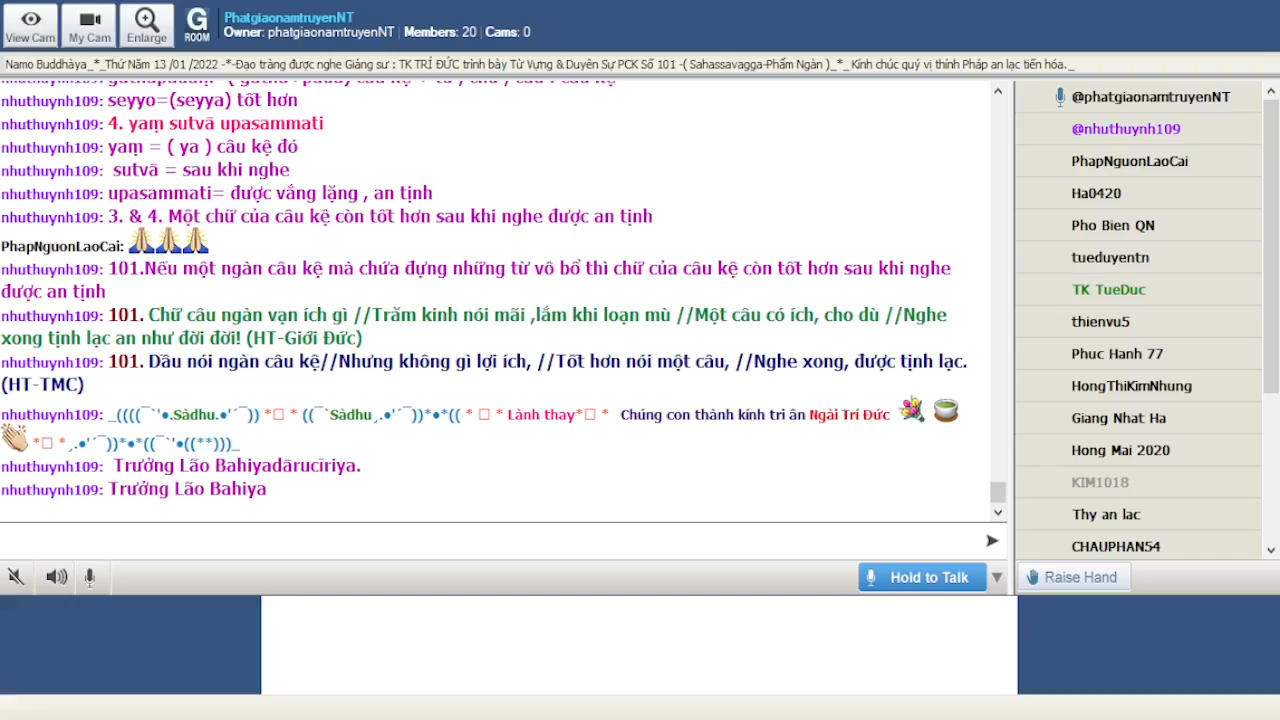 View Cam
My Cam
Enlarge
G
ROOM
PhatgiaonamtruyenNT
Owner: phatgiaonamtruyenNT | Members: 20 | Cams: 0
Namo Buddhàya_*_Thứ Năm 13 /01 /2022 -*-Đạo tràng được nghe Giảng sư : TK TRÍ ĐỨC trình bày Từ Vựng & Duyên Sự PCK Số 101 -( Sahassavagga-Phẩm Ngàn )_*_ Kính chúc quý vị thính Pháp an lạc tiến hóa._
nhuthuynh109: seyyo=(seyya) tốt hơn
nhuthuynh109: 4. yaṃ sutvā upasammati
nhuthuynh109: yaṃ = ( ya ) câu kệ đó
nhuthuynh109: sutvā = sau khi nghe
nhuthuynh109: upasammati= được vắng lặng , an tịnh
nhuthuynh109: 3. & 4. Một chữ của câu kệ còn tốt hơn sau khi nghe được an tịnh
PhapNguonLaoCai:
nhuthuynh109: 101.Nếu một ngàn câu kệ mà chứa đựng những từ vô bổ thì chữ của câu kệ còn tốt hơn sau khi nghe
được an tịnh
nhuthuynh109: 101. Chữ câu ngàn vạn ích gì //Trăm kinh nói mãi ,lắm khi loạn mù //Một câu có ích, cho dù //Nghe
xong tịnh lạc an như đời đời! (HT-Giới Đức)
nhuthuynh109: 101. Dầu nói ngàn câu kệ//Nhưng không gì lợi ích, //Tốt hơn nói một câu, //Nghe xong, được tịnh lạc.
(HT-TMC)
nhuthuynh109: _((((¯`'●.Sàdhu.●'´¯)) *□ * ((¯`Sàdhu¸.●'´¯))*●*(( * □ * Lành thay*□ * Chúng con thành kính tri ân Ngài Trí Đức
*□ *¸.●'´¯))*●*((¯`'●((**)))_
nhuthuynh109: Trưởng Lão Bahiyadārucīriya.
nhuthuynh109: Trưởng Lão Bahiya
Hold to Talk
@phatgiaonamtruyenNT
@nhuthuynh109
PhapNguonLaoCai
Ha0420
Pho Bien QN
tueduyentn
TK TueDuc
thienvu5
Phuc Hanh 77
HongThiKimNhung
Giang Nhat Ha
Hong Mai 2020
KIM1018
Thy an lac
CHAUPHAN54
Raise Hand